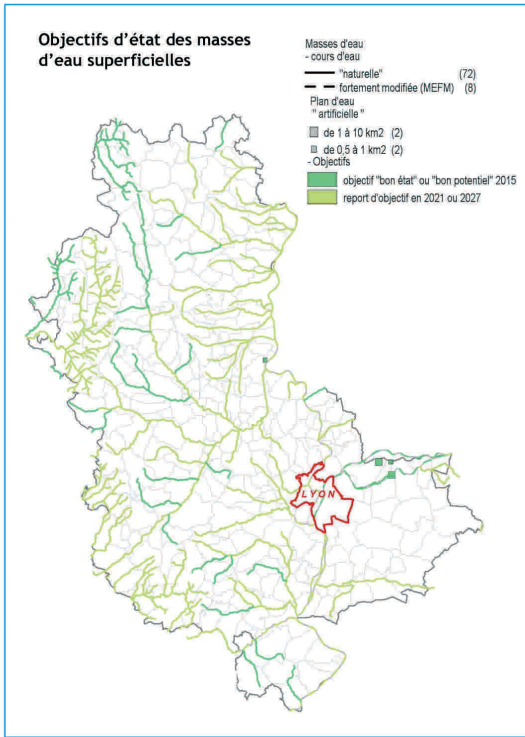 Objectifs d'état des masses
d'eau superficielles
Masses d'eau
- cours d'eau
"naturelle" (72)
fortement modifiée (MEFM) (8)
Plan d'eau
" artificielle "
de 1 à 10 km2 (2)
de 0,5 à 1 km2 (2)
- Objectifs
objectif "bon état" ou "bon potentiel" 2015
report d'objectif en 2021 ou 2027
LYON